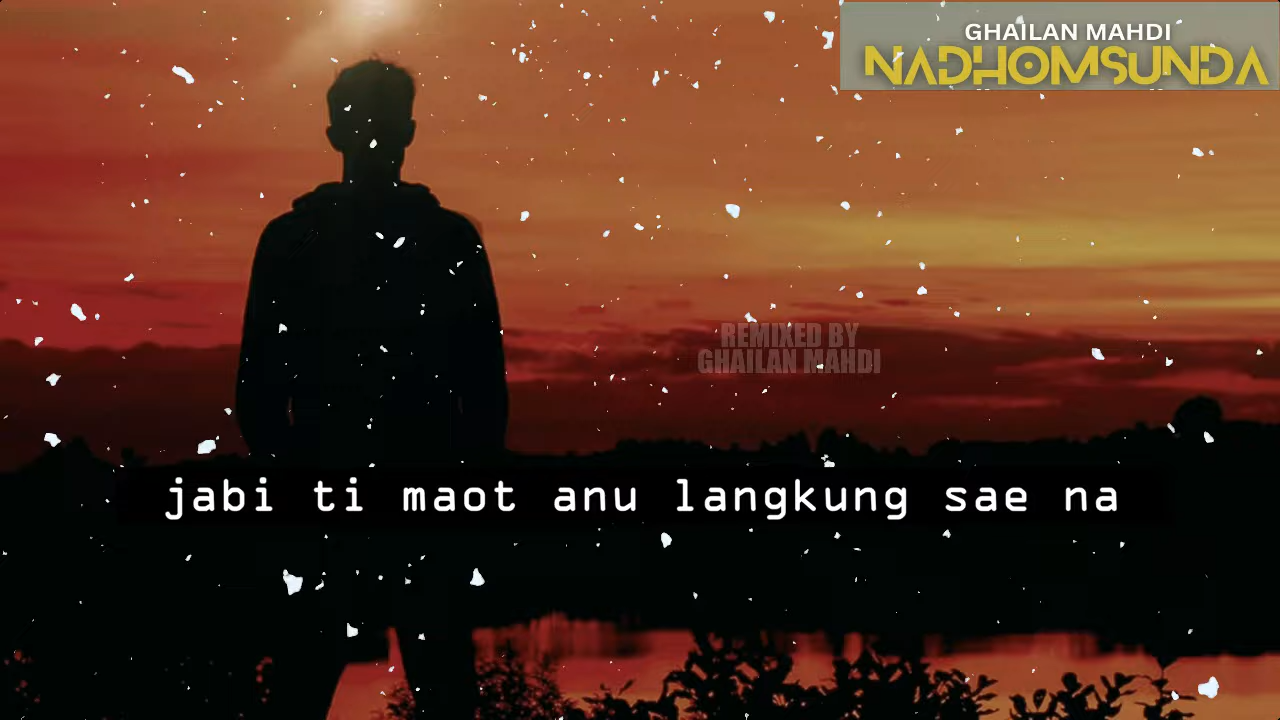 GHAILAN MAHDI
NADHOMSUNDA
REMIXED BY
GHAILAN MAHDI
jabi ti maot anu langkung sae na